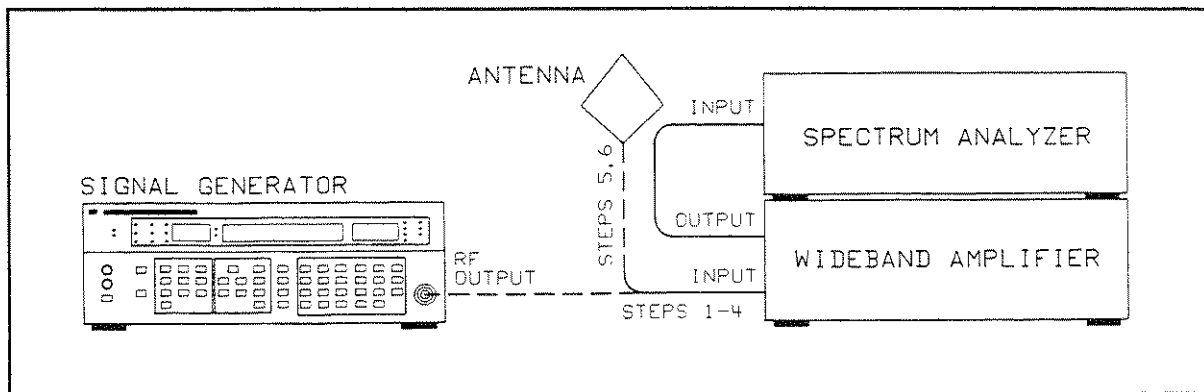 ANTENNA
INPUT
SPECTRUM ANALYZER
STEPS 5,6
SIGNAL GENERATOR
OUTPUT
RF
OUTPUT
INPUT
WIDEBAND AMPLIFIER
STEPS 1-4